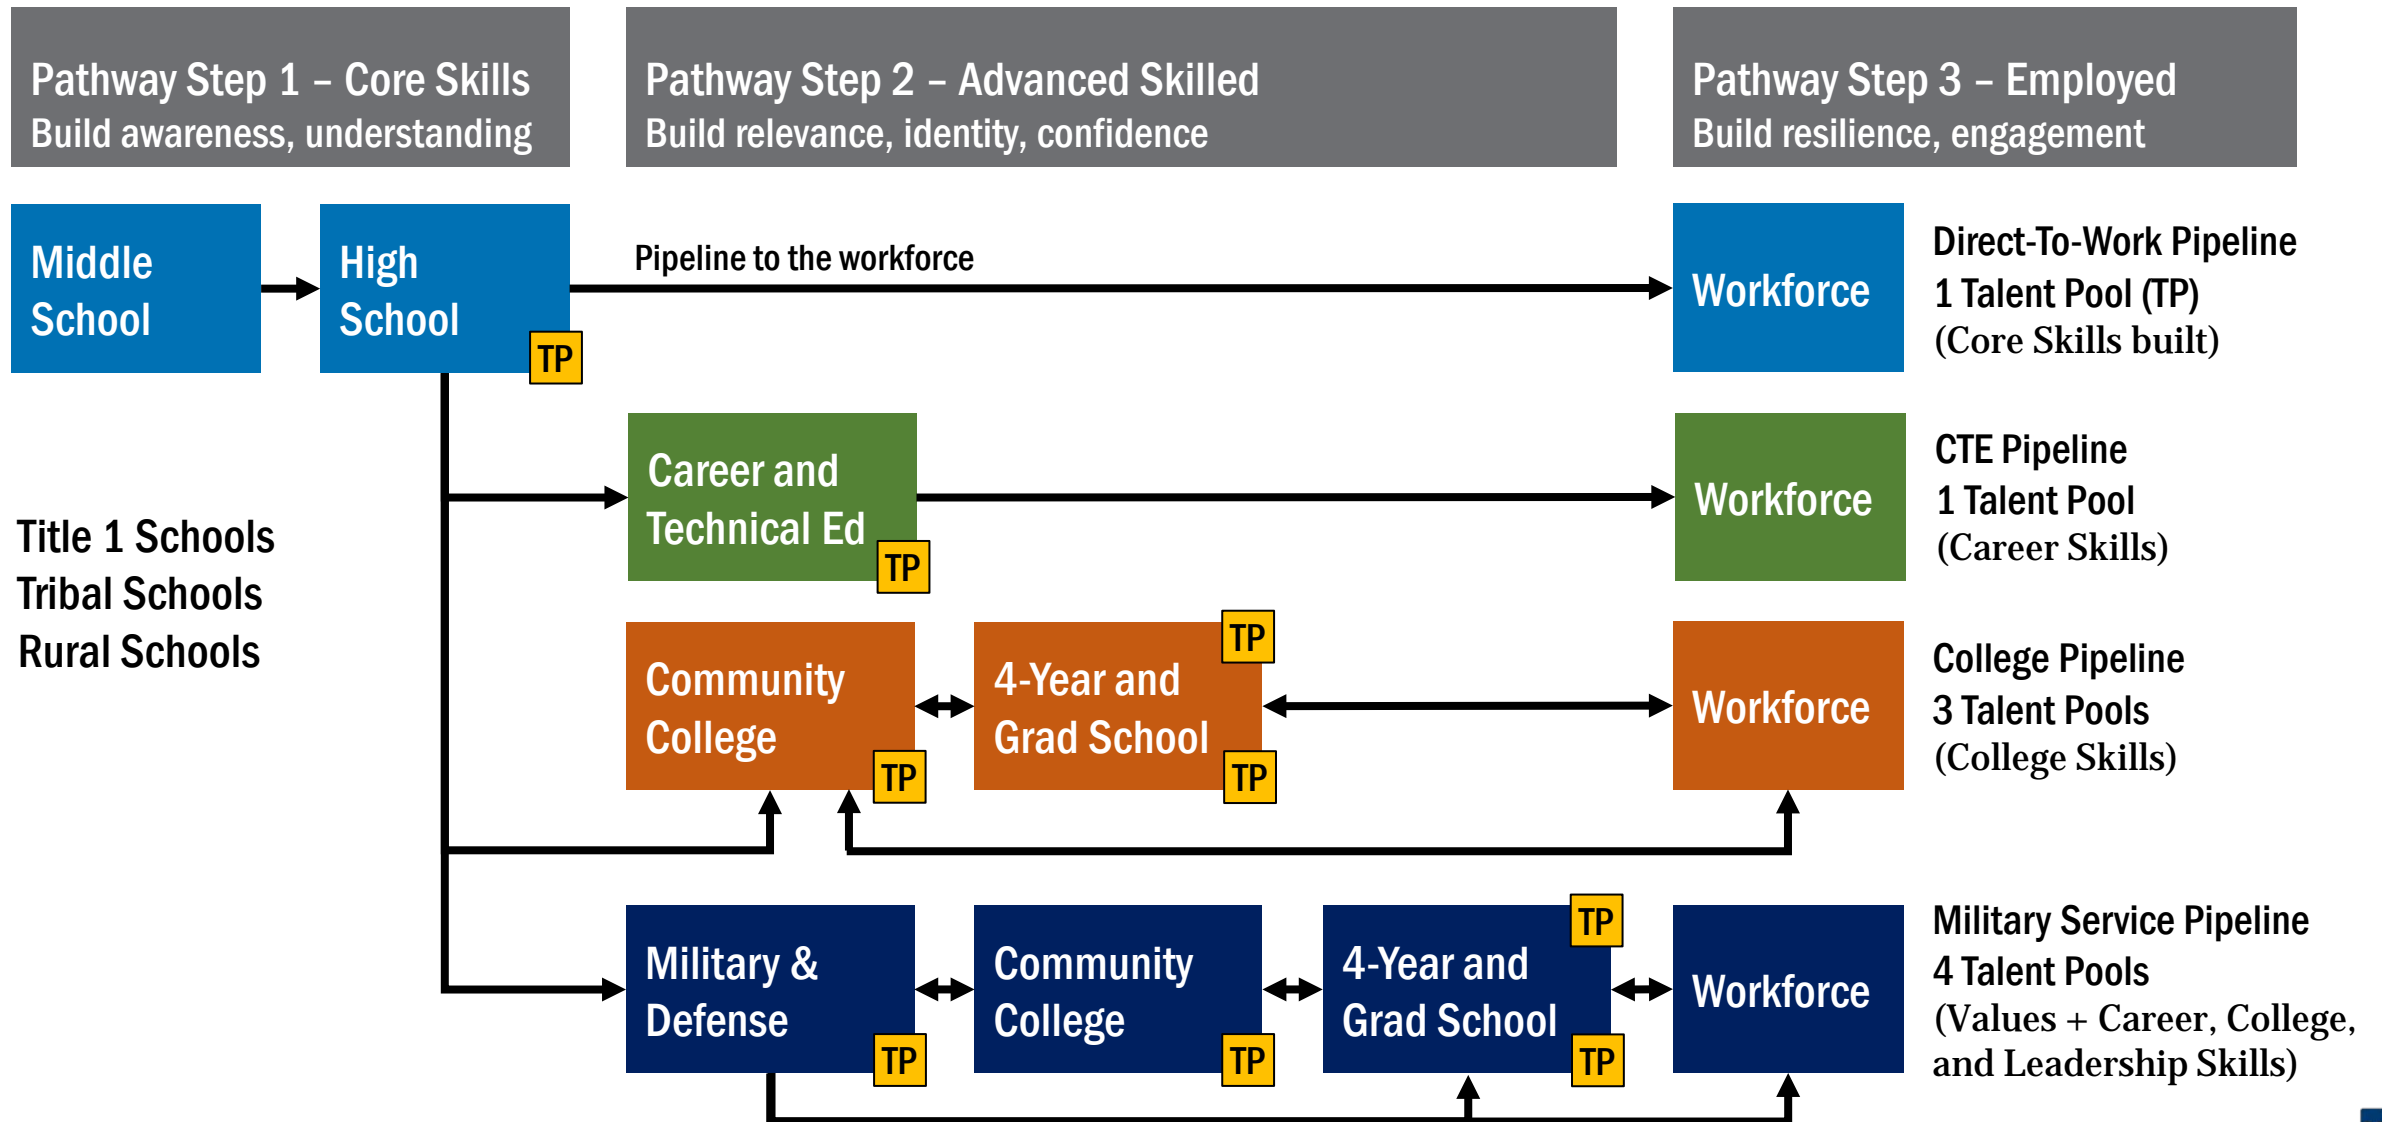 Pathway Step 1 – Core Skills
Build awareness, understanding
Pathway Step 2 – Advanced Skilled
Build relevance, identity, confidence
Pathway Step 3 – Employed
Build resilience, engagement
Middle
School
High
School
TP
Pipeline to the workforce
Workforce
Direct-To-Work Pipeline
1 Talent Pool (TP)
(Core Skills built)
Career and
Technical Ed
TP
Workforce
CTE Pipeline
1 Talent Pool
(Career Skills)
Title 1 Schools
Tribal Schools
Rural Schools
Community
College
TP
4-Year and
Grad School
TP
TP
Workforce
College Pipeline
3 Talent Pools
(College Skills)
Military &
Defense
TP
Community
College
TP
4-Year and
Grad School
TP
TP
Workforce
Military Service Pipeline
4 Talent Pools
(Values + Career, College,
and Leadership Skills)